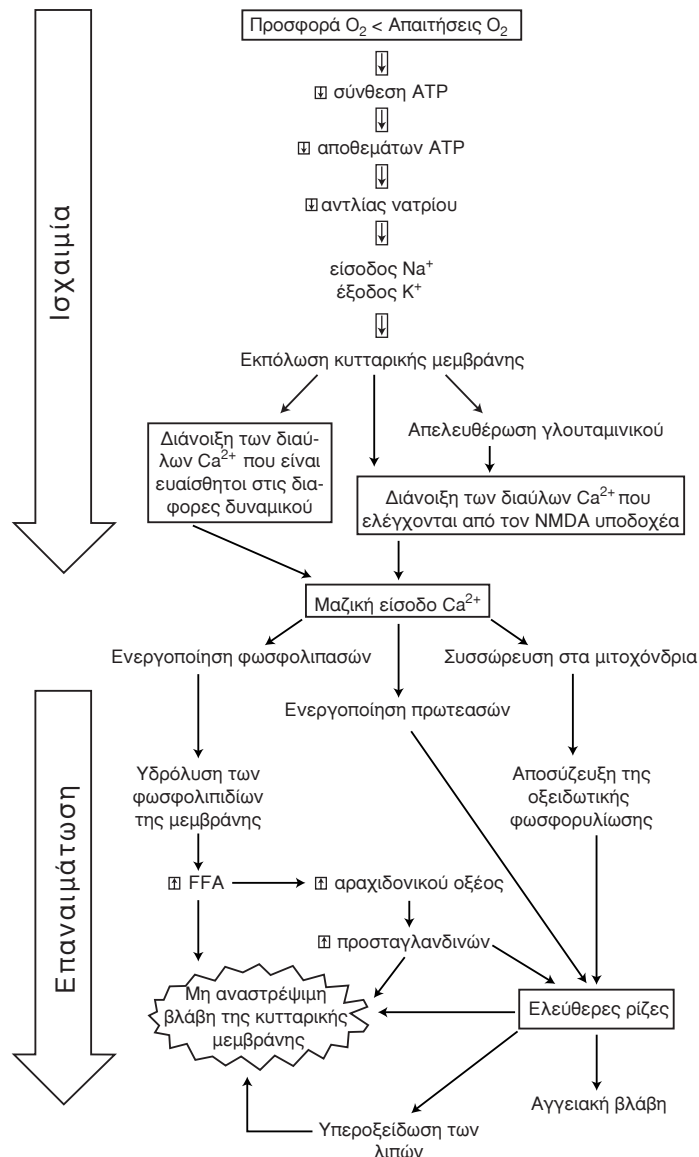 Προσφορά O₂ < Απαιτήσεις O₂
↓ σύνθεση ATP
↓ αποθεμάτων ATP
↓ αντλίας νατρίου
είσοδος Na⁺
έξοδος K⁺
Εκπόλωση κυτταρικής μεμβράνης
Διάνοιξη των διαύ-
λων Ca²⁺ που είναι
ευαίσθητοι στις δια-
φορες δυναμικού
Απελευθέρωση γλουταμινικού
Διάνοιξη των διαύλων Ca²⁺ που
ελέγχονται από τον NMDA υποδοχέα
Μαζική είσοδο Ca²⁺
Ισχαιμία
Ενεργοποίηση φωσφολιπασών
Συσσώρευση στα μιτοχόνδρια
Ενεργοποίηση πρωτεασών
Υδρόλυση των
φωσφολιπιδίων
της μεμβράνης
Αποσύζευξη της
οξειδωτικής
φωσφορυλίωσης
↑ FFA
↑ αραχιδονικού οξέος
↑ προσταγλανδινών
Μη αναστρέψιμη
βλάβη της κυτταρικής
μεμβράνης
Ελεύθερες ρίζες
Αγγειακή βλάβη
Υπεροξείδωση των
λιπών
Επαναιμάτωση